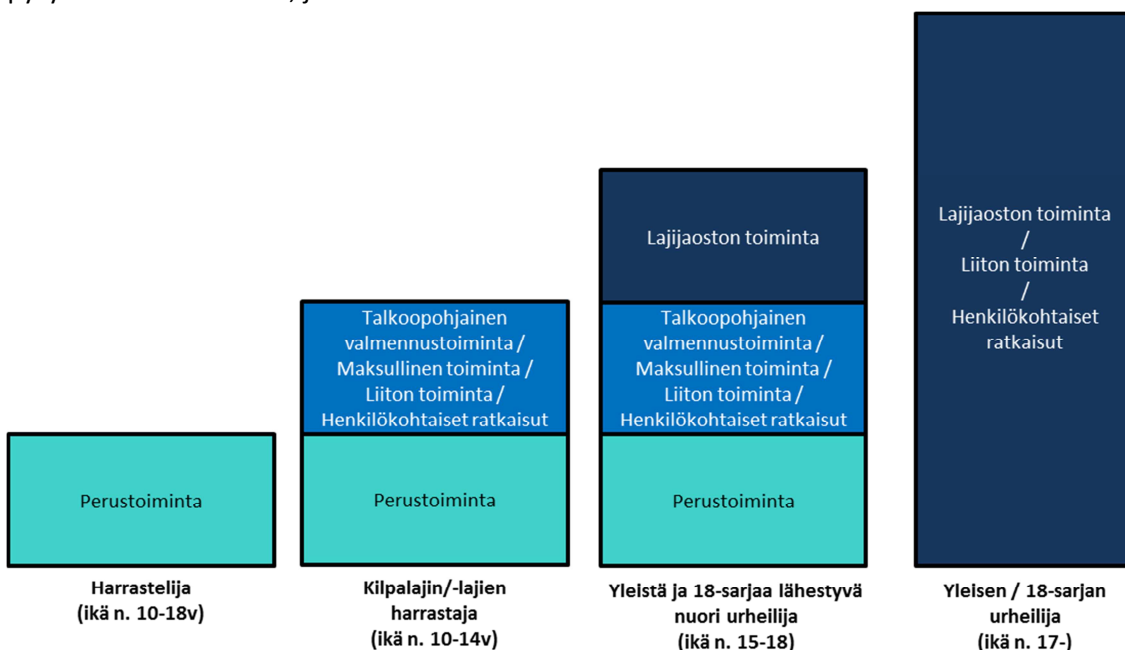 Perustoiminta
Harrastelija
(ikä n. 10-18v)
Talkoopohjainen
valmennustoiminta /
Maksullinen toiminta /
Liiton toiminta /
Henkilökohtaiset ratkaisut
Perustoiminta
Kilpalajin/-lajien
harrastaja
(ikä n. 10-14v)
Lajijaoston toiminta
Talkoopohjainen
valmennustoiminta /
Maksullinen toiminta /
Liiton toiminta /
Henkilökohtaiset ratkaisut
Perustoiminta
Yleistä ja 18-sarjaa lähestyvä
nuori urheilija
(ikä n. 15-18)
Lajijaoston toiminta
/
Liiton toiminta
/
Henkilökohtaiset
ratkaisut
Yleisen / 18-sarjan
urheilija
(ikä n. 17-)